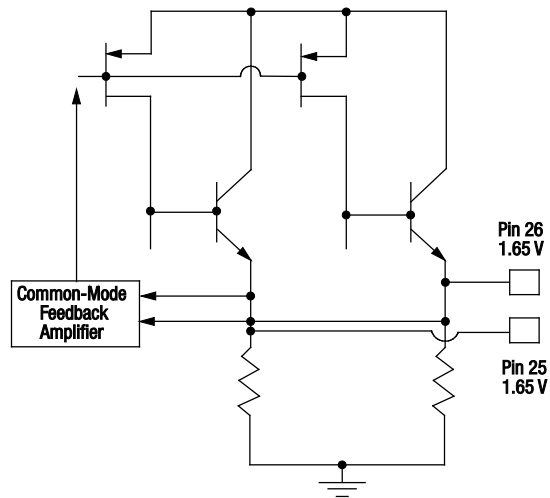 Pin 26
1.65 V
Common-Mode
Feedback
Amplifier
Pin 25
1.65 V